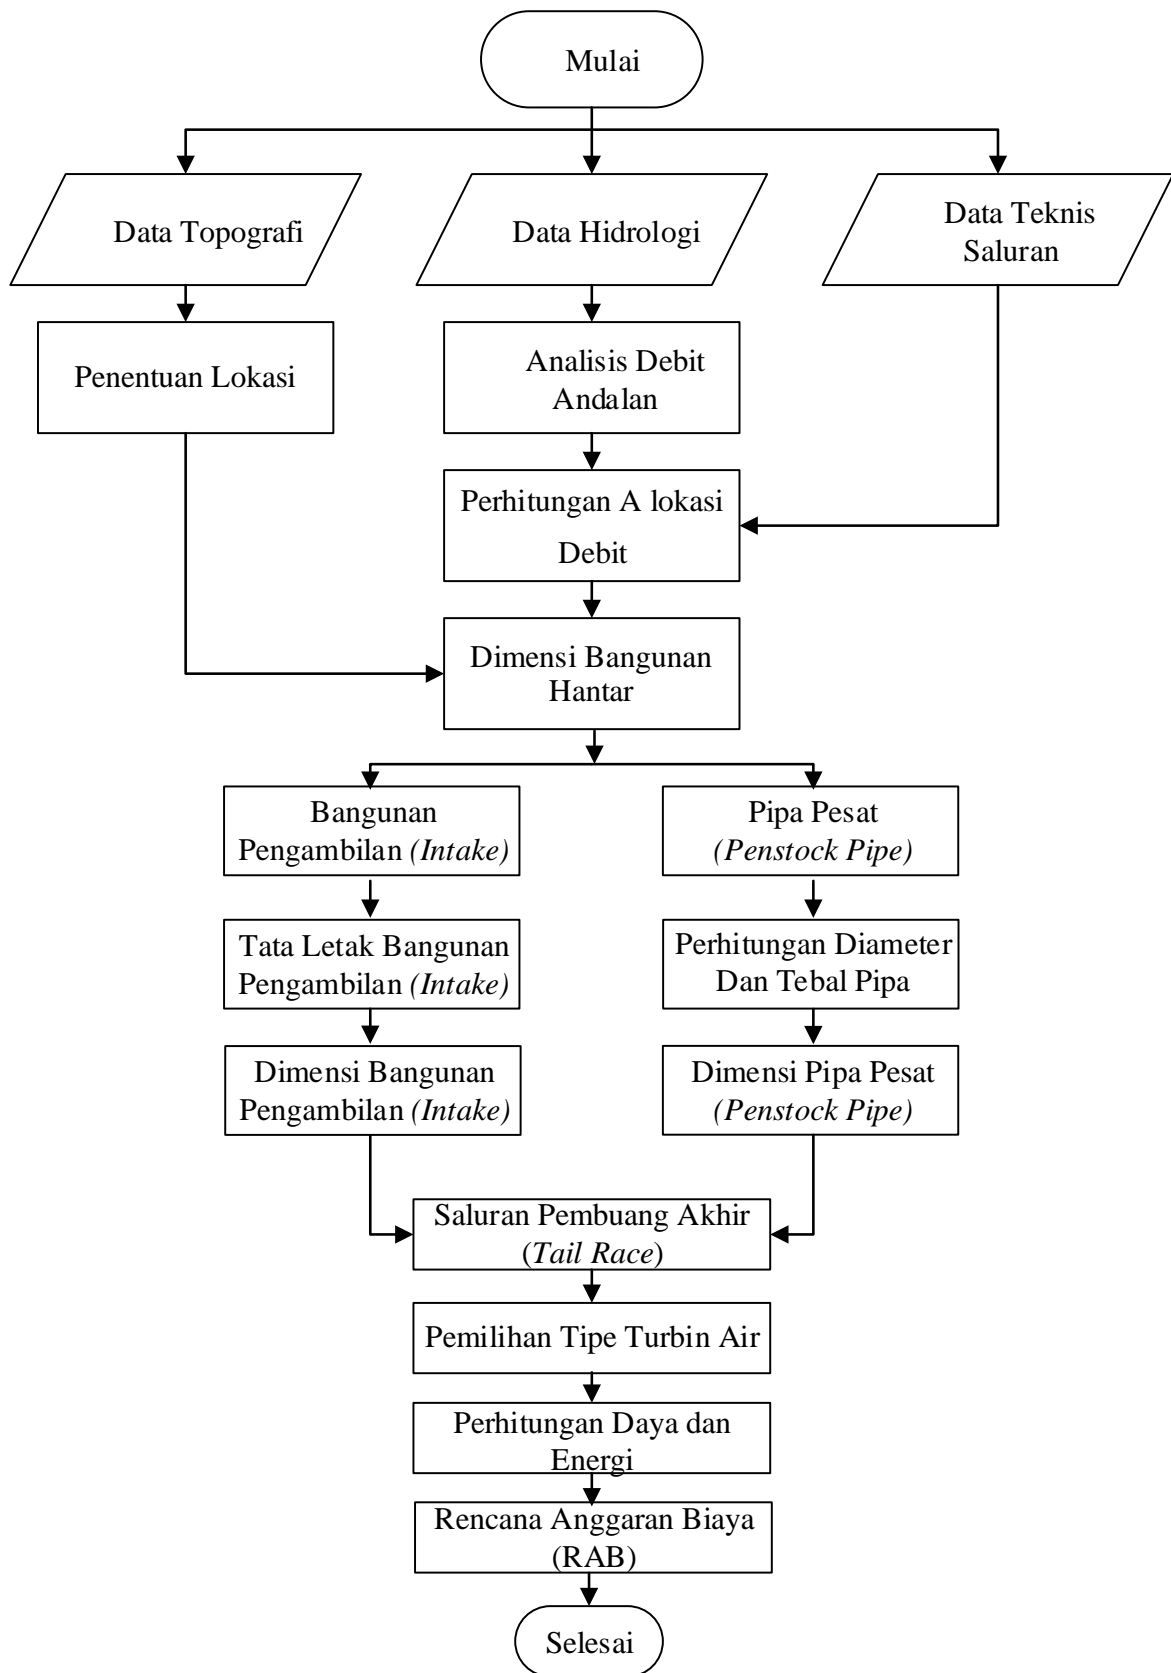 Mulai
Data Topografi
Data Hidrologi
Data Teknis
Saluran
Penentuan Lokasi
Analisis Debit
Andalan
Perhitungan A lokasi
Debit
Dimensi Bangunan
Hantar
Bangunan
Pengambilan (Intake)
Pipa Pesat
(Penstock Pipe)
Tata Letak Bangunan
Pengambilan (Intake)
Perhitungan Diameter
Dan Tebal Pipa
Dimensi Bangunan
Pengambilan (Intake)
Dimensi Pipa Pesat
(Penstock Pipe)
Saluran Pembuang Akhir
(Tail Race)
Pemilihan Tipe Turbin Air
Perhitungan Daya dan
Energi
Rencana Anggaran Biaya
(RAB)
Selesai